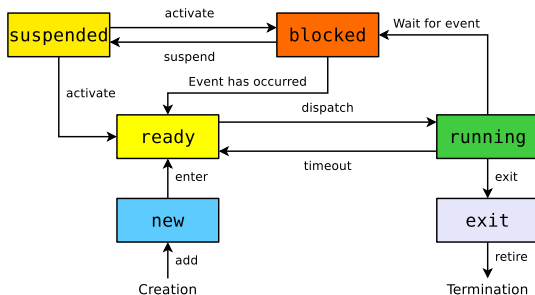 activate
suspended
blocked
Wait for event
suspend
Event has occurred
activate
dispatch
ready
running
timeout
enter
exit
new
exit
add
retire
Creation
Termination